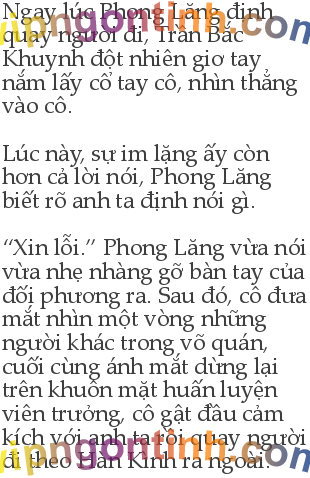 Ngay lúc Phong Lăng định
quay người đi, Trần Bắc
Khuynh đột nhiên giơ tay
nắm lấy cổ tay cô, nhìn thẳng
vào cô.

Lúc này, sự im lặng ấy còn
hơn cả lời nói, Phong Lăng
biết rõ anh ta định nói gì.

“Xin lỗi.” Phong Lăng vừa nói
vừa nhẹ nhàng gỡ bàn tay của
đối phương ra. Sau đó, cô đưa
mắt nhìn một vòng những
người khác trong võ quán,
cuối cùng ánh mắt dừng lại
trên khuôn mặt huấn luyện
viên trưởng, cô gật đầu cảm
kích với anh ta rồi quay người
đi theo Hàn Kình ra ngoài.
vipngontinh.com
vipngontinh.com